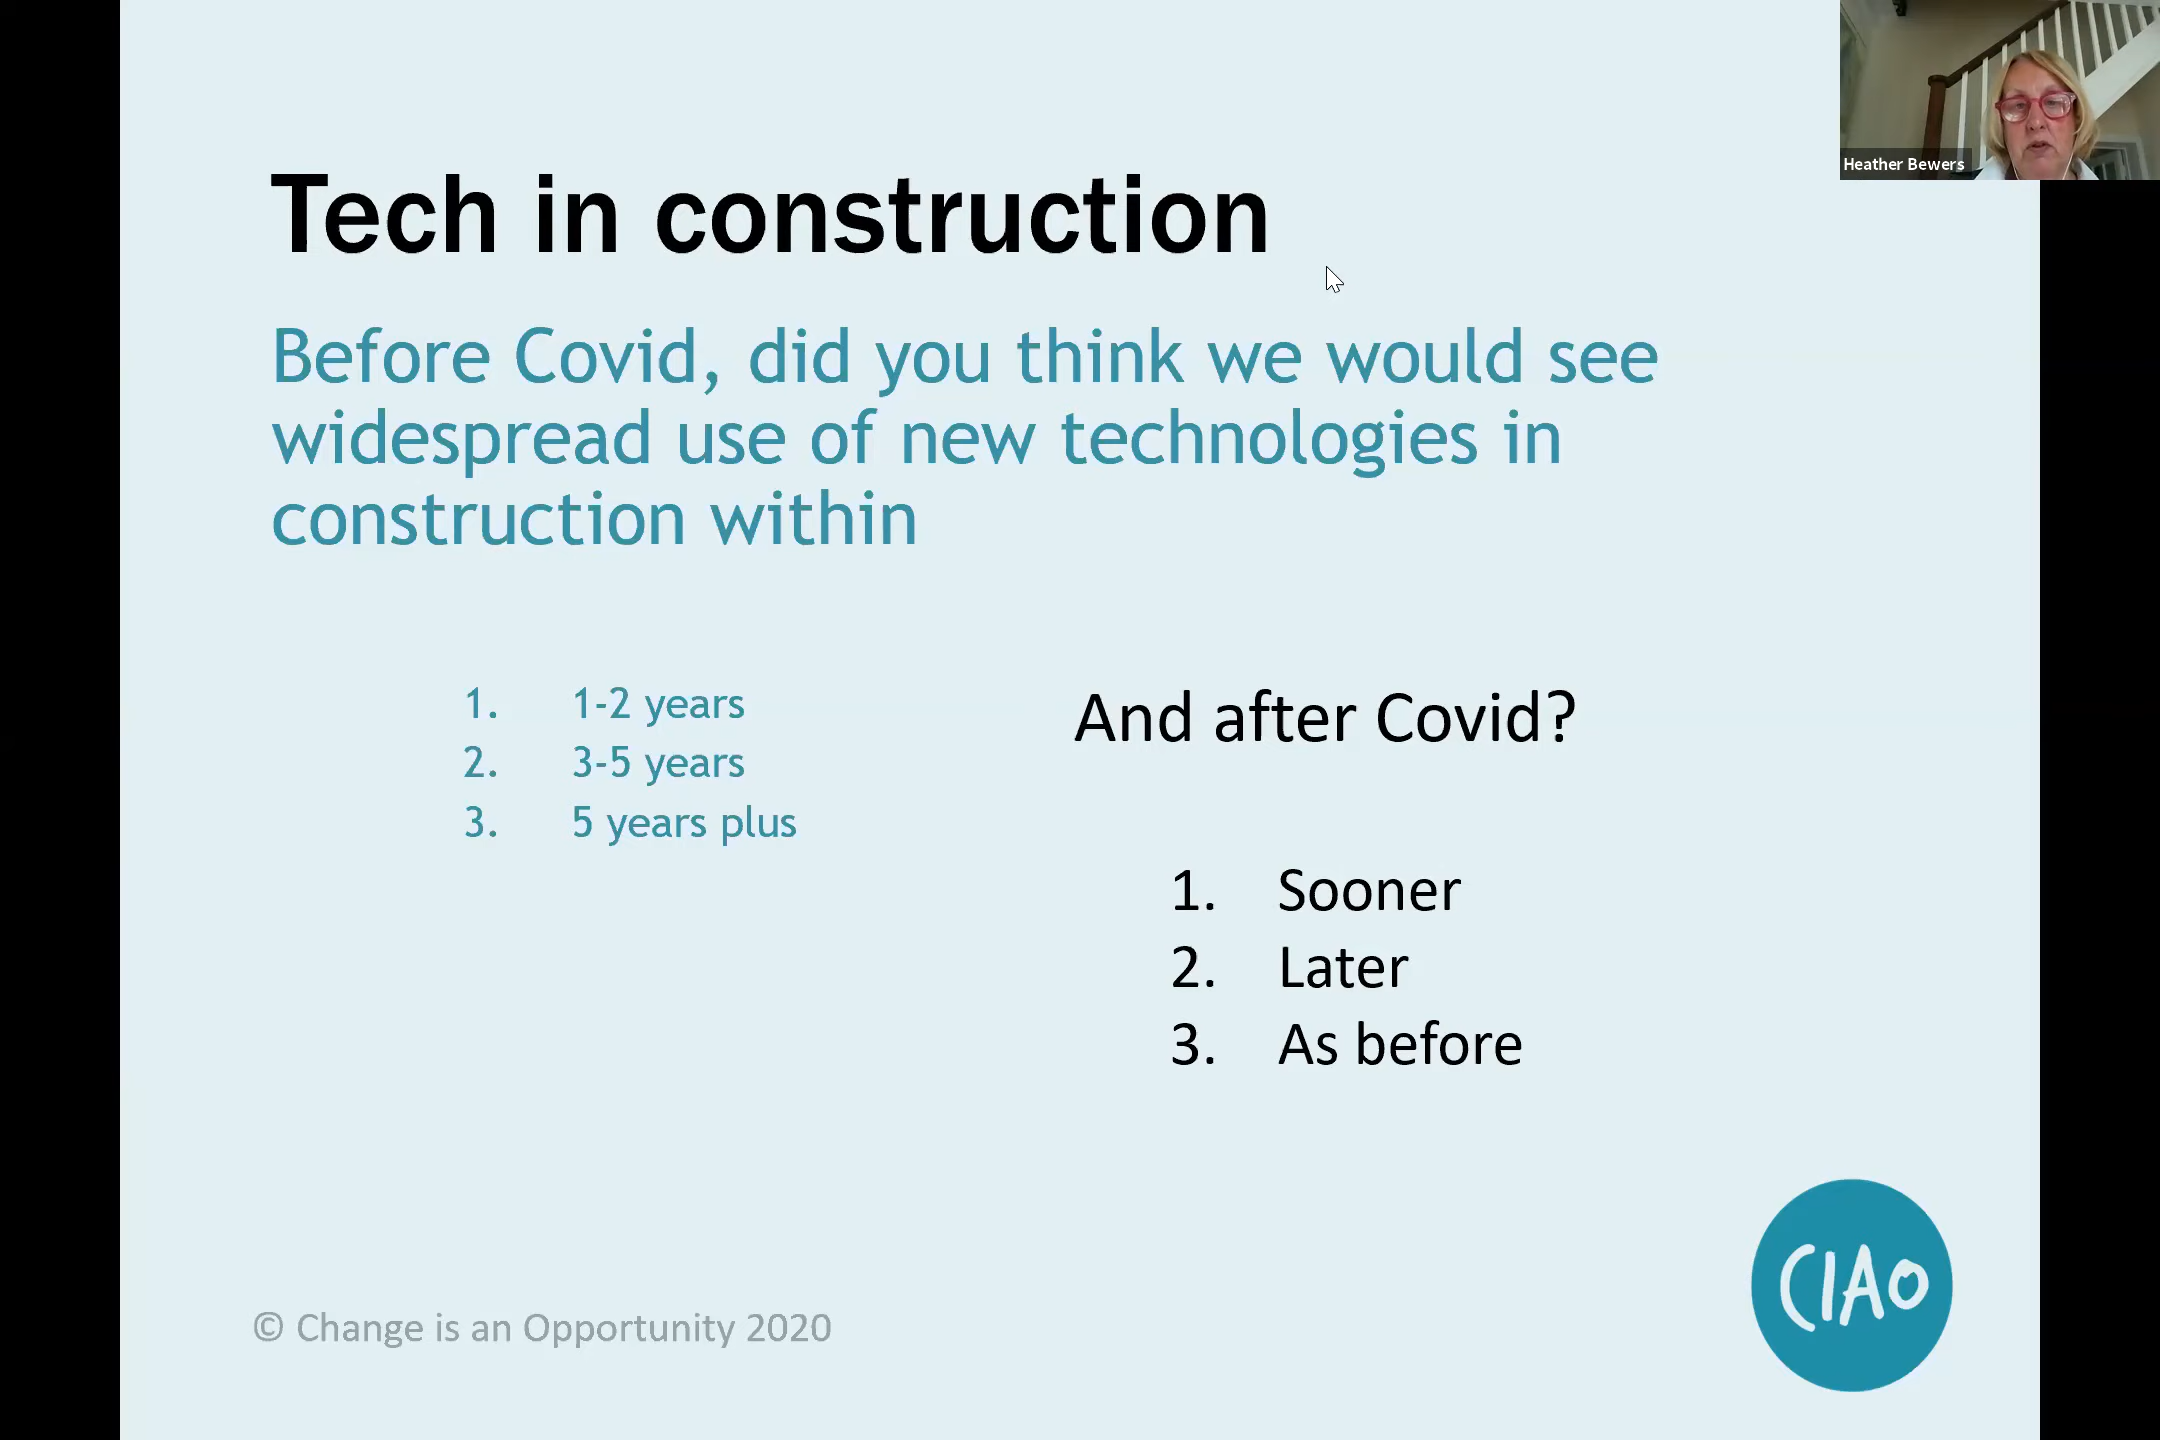 Heather Bewers
Tech in construction
Before Covid, did you think we would see
widespread use of new technologies in
construction within
1. 1-2 years
2. 3-5 years
3. 5 years plus
And after Covid?
1. Sooner
2. Later
3. As before
© Change is an Opportunity 2020
CIAO